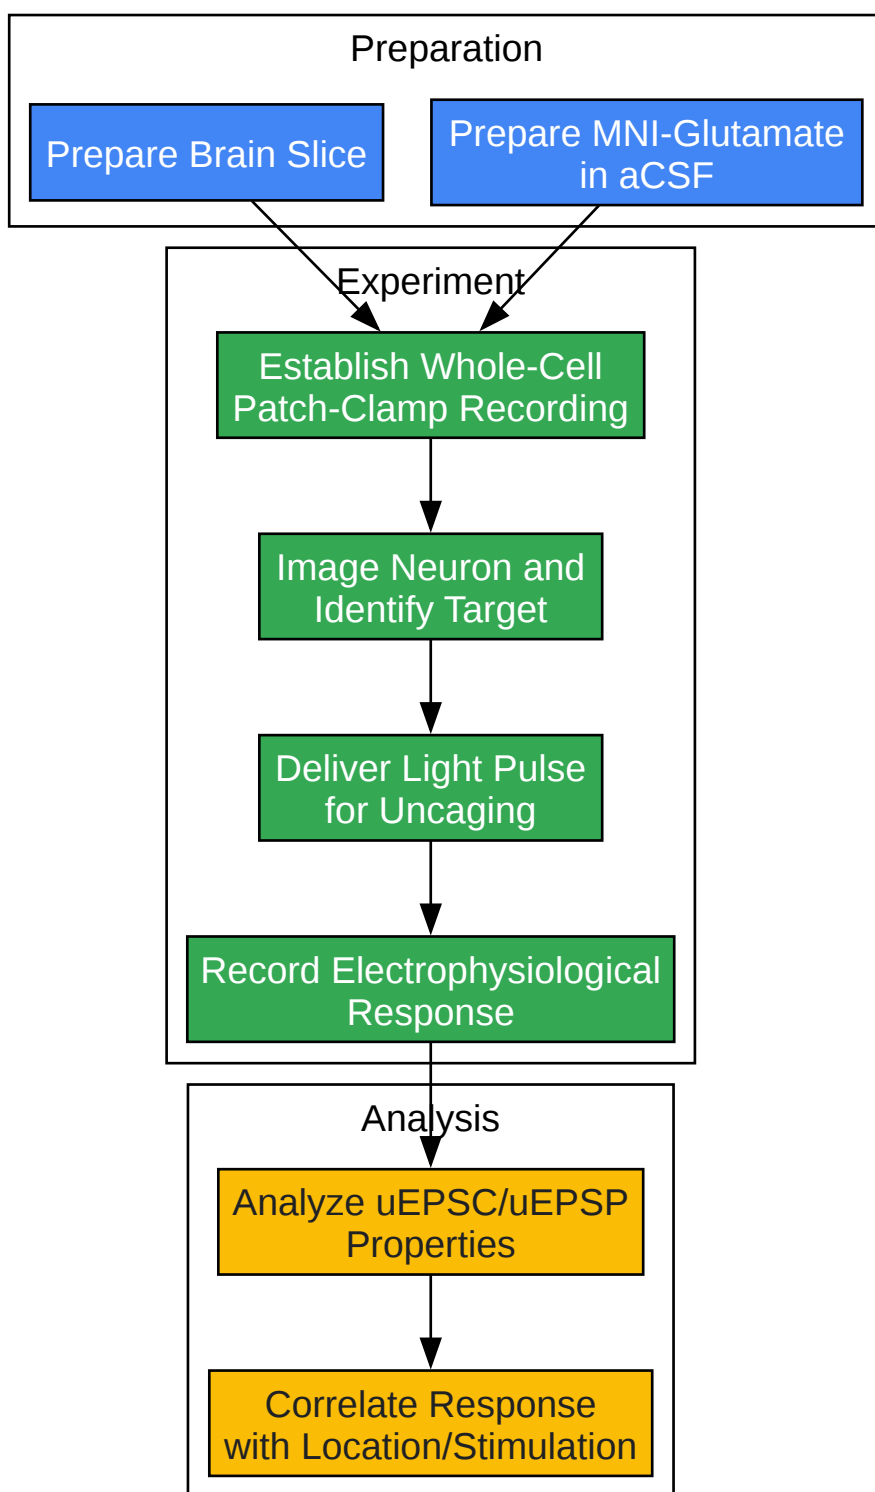 Preparation
Prepare Brain Slice
Prepare MNI-Glutamate
in aCSF
Experiment
Establish Whole-Cell
Patch-Clamp Recording
Image Neuron and
Identify Target
Deliver Light Pulse
for Uncaging
Record Electrophysiological
Response
Analysis
Analyze uEPSC/uEPSP
Properties
Correlate Response
with Location/Stimulation